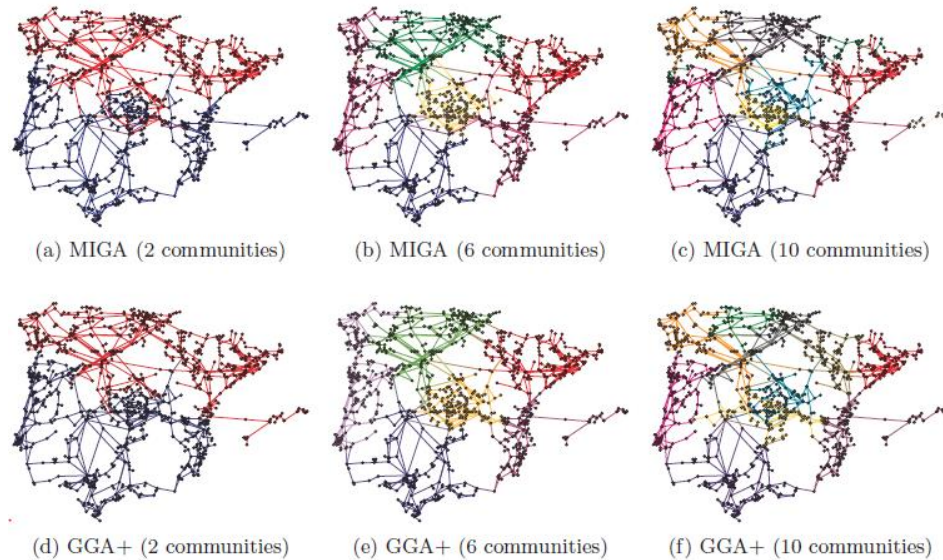 (a) MIGA (2 communities)
(b) MIGA (6 communities)
(c) MIGA (10 communities)
(d) GGA+ (2 communities)
(e) GGA+ (6 communities)
(f) GGA+ (10 communities)